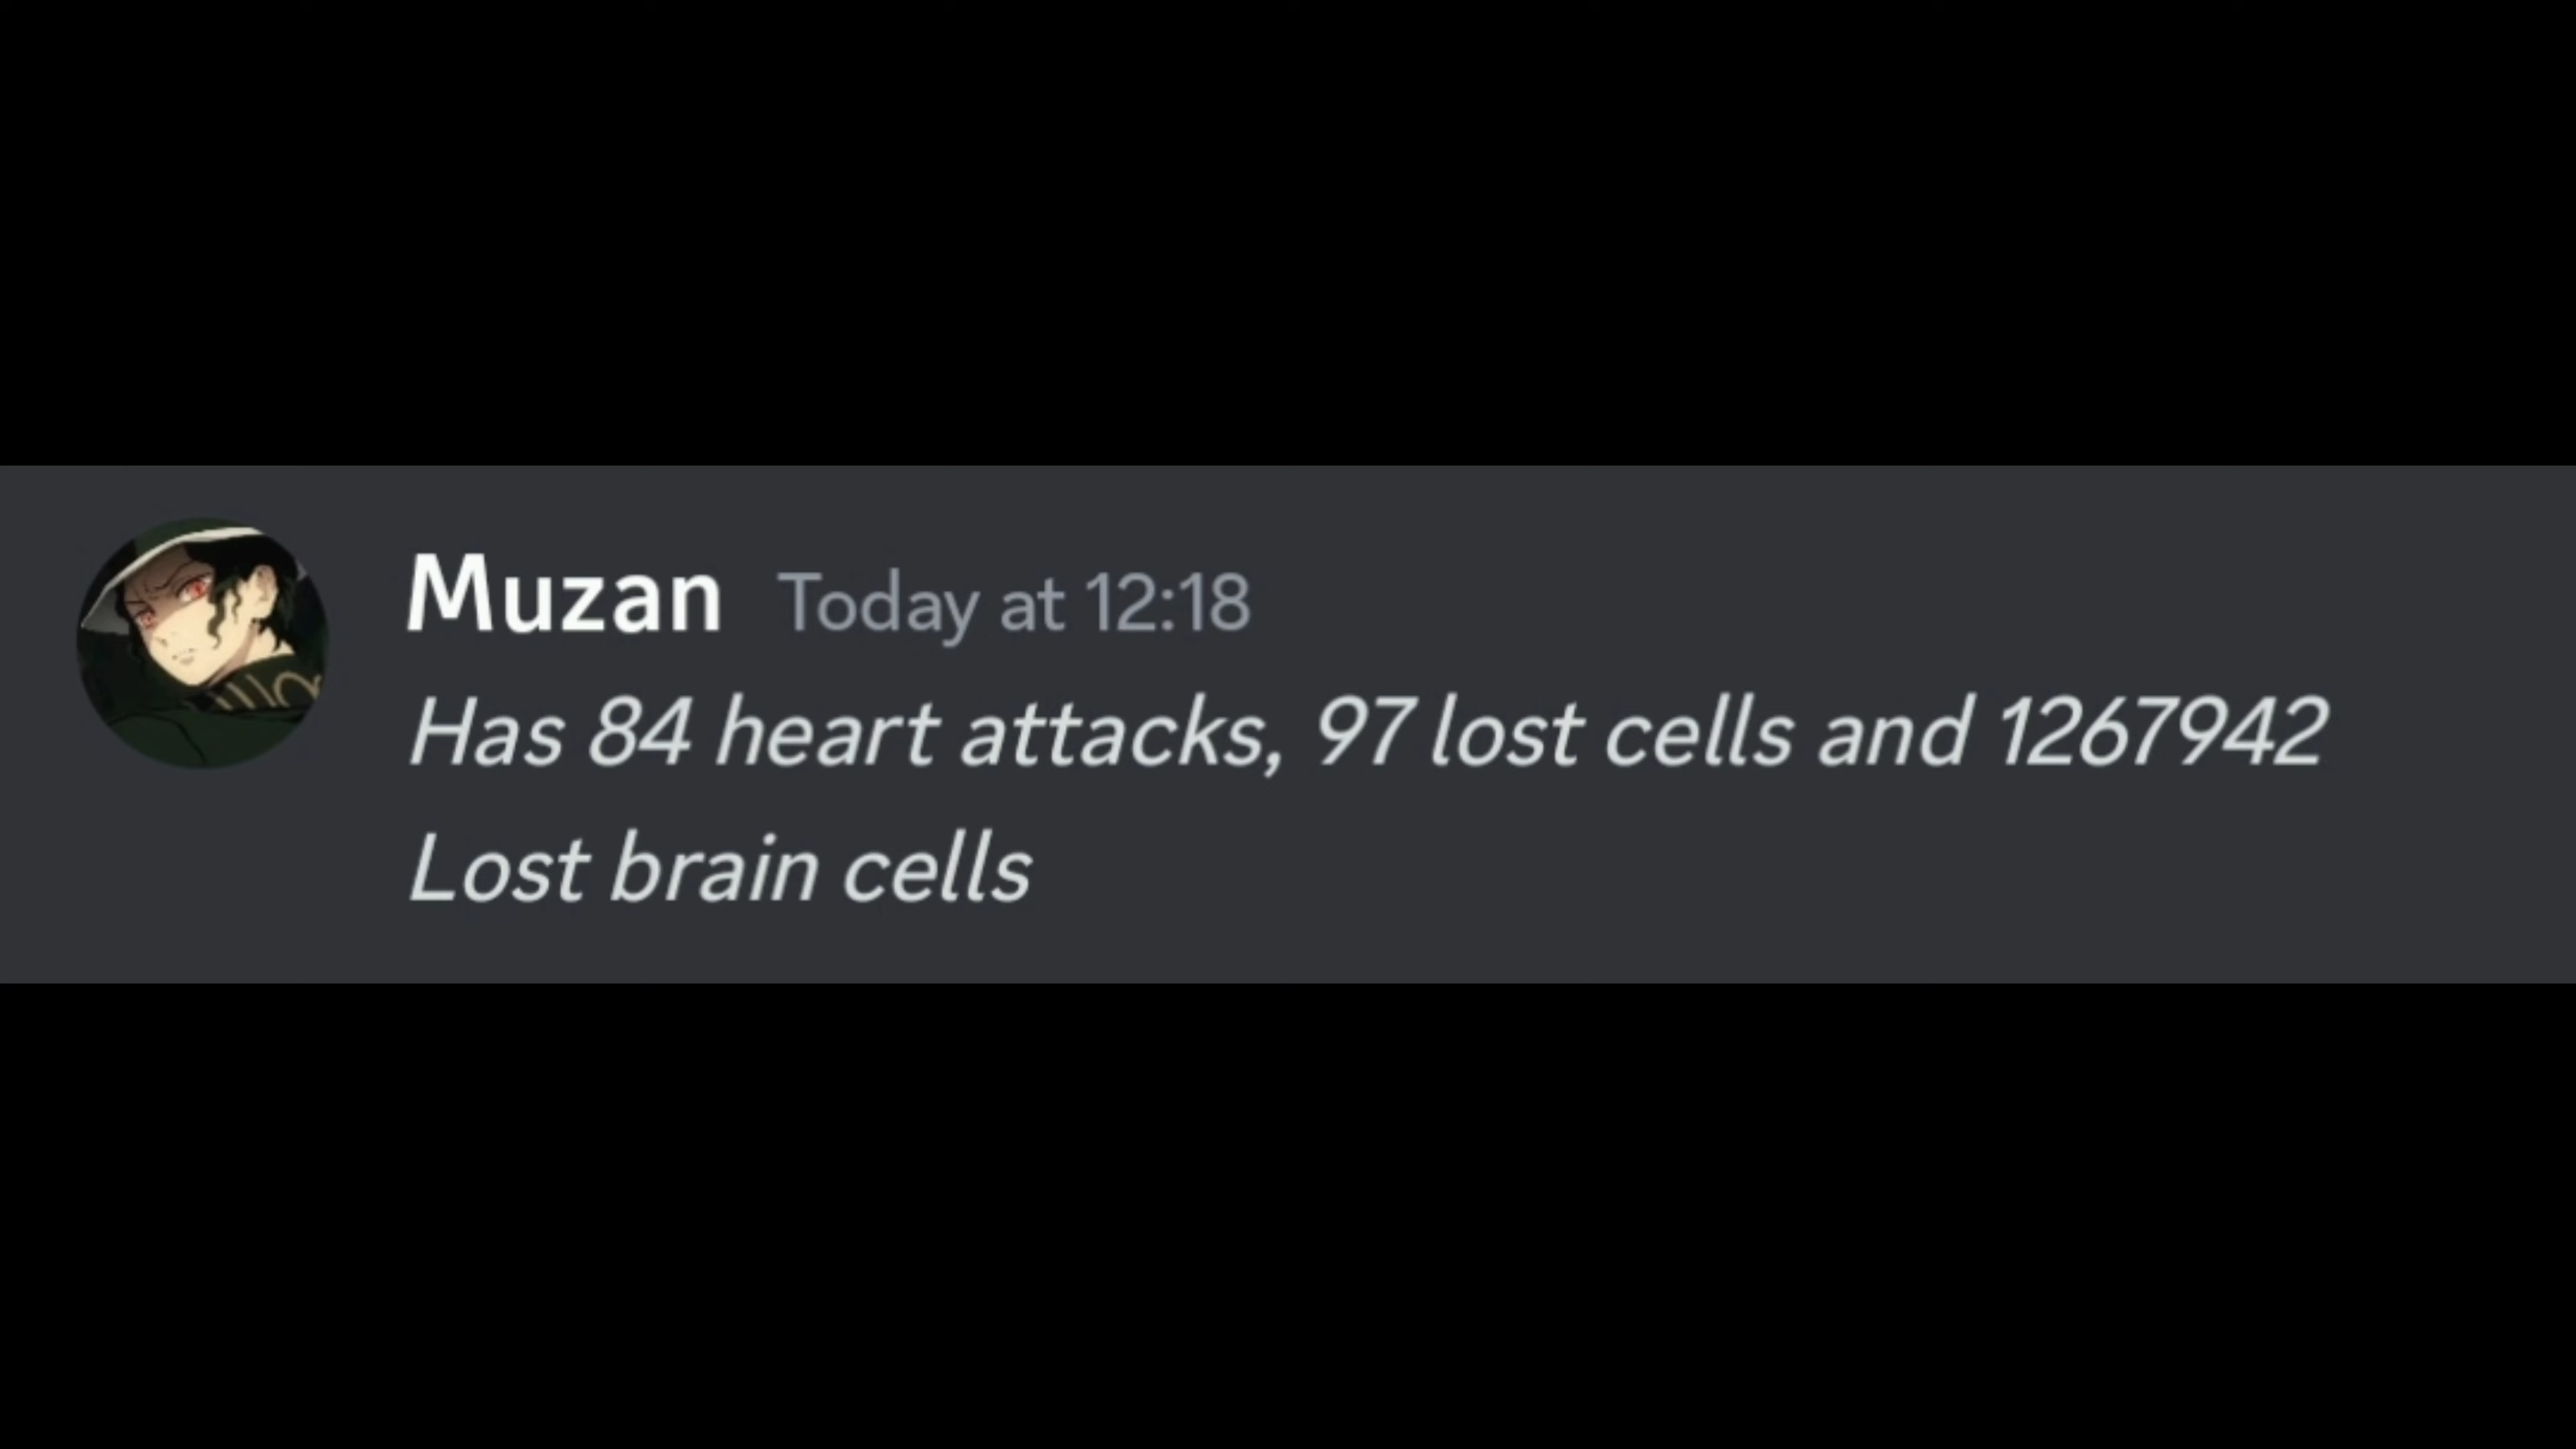 Muzan Today at 12:18
Has 84 heart attacks, 97 lost cells and 1267942
Lost brain cells